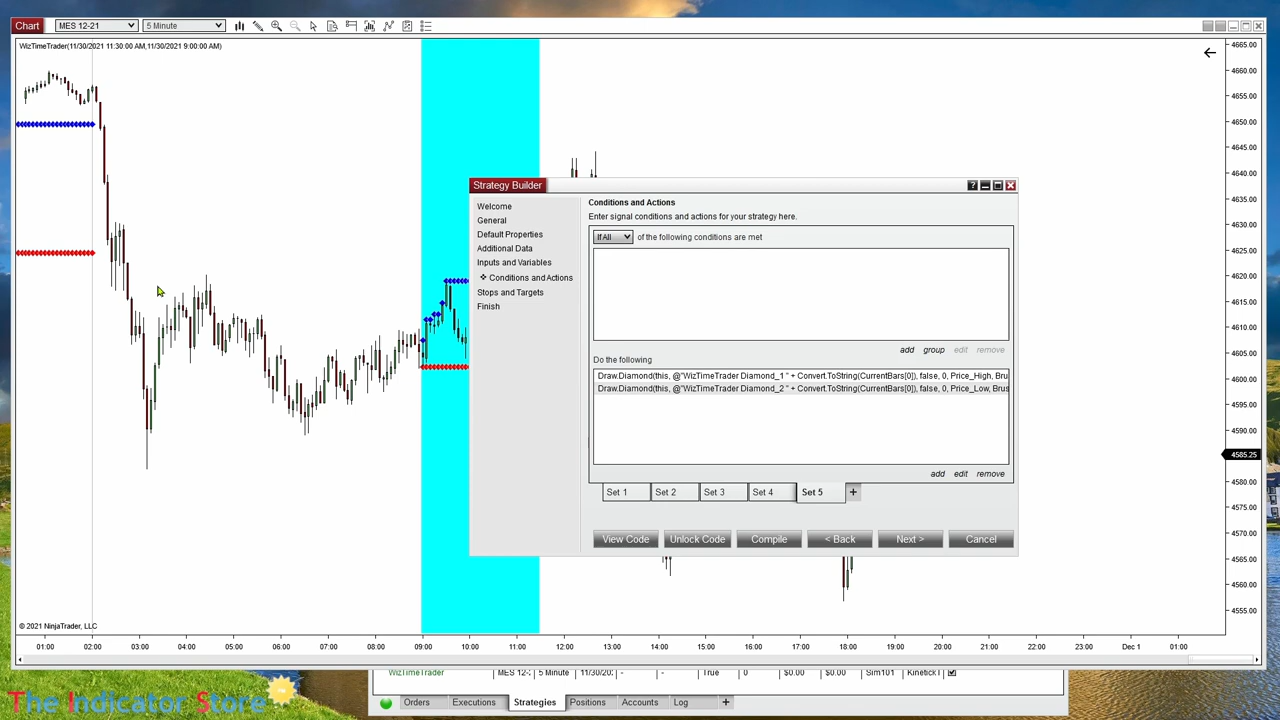 Chart MES 12-21 5 Minute
WizTimeTrader(11/30/2021 11:30:00 AM,11/30/2021 9:00:00 AM)
4665.00
4660.00
4655.00
4650.00
4645.00
4640.00
4635.00
4630.00
4625.00
4620.00
4615.00
4610.00
4605.00
4600.00
4595.00
4590.00
4585.25
4580.00
4575.00
4570.00
4565.00
4560.00
4555.00
Strategy Builder
Welcome
General
Default Properties
Additional Data
Inputs and Variables
Conditions and Actions
Stops and Targets
Finish
Conditions and Actions
Enter signal conditions and actions for your strategy here.
If All of the following conditions are met
add group edit remove
Do the following
Draw.Diamond(this, @"WizTimeTrader Diamond_1 " + Convert.ToString(CurrentBars[0]), false, 0, Price_High, Brus
Draw.Diamond(this, @"WizTimeTrader Diamond_2 " + Convert.ToString(CurrentBars[0]), false, 0, Price_Low, Brus
add edit remove
Set 1 Set 2 Set 3 Set 4 Set 5 +
View Code Unlock Code Compile < Back Next > Cancel
© 2021 NinjaTrader, LLC
01:00 02:00 03:00 04:00 05:00 06:00 07:00 08:00 09:00 10:00 11:00 12:00 13:00 14:00 15:00 16:00 17:00 18:00 19:00 20:00 21:00 22:00 23:00 Dec 1 01:00
WizTimeTrader MES 12-: 5 Minute 11/30/202: - - True 0 $0.00 $0.00 Sim101 Kinetick
Orders Executions Strategies Positions Accounts Log +
The Indicator Store